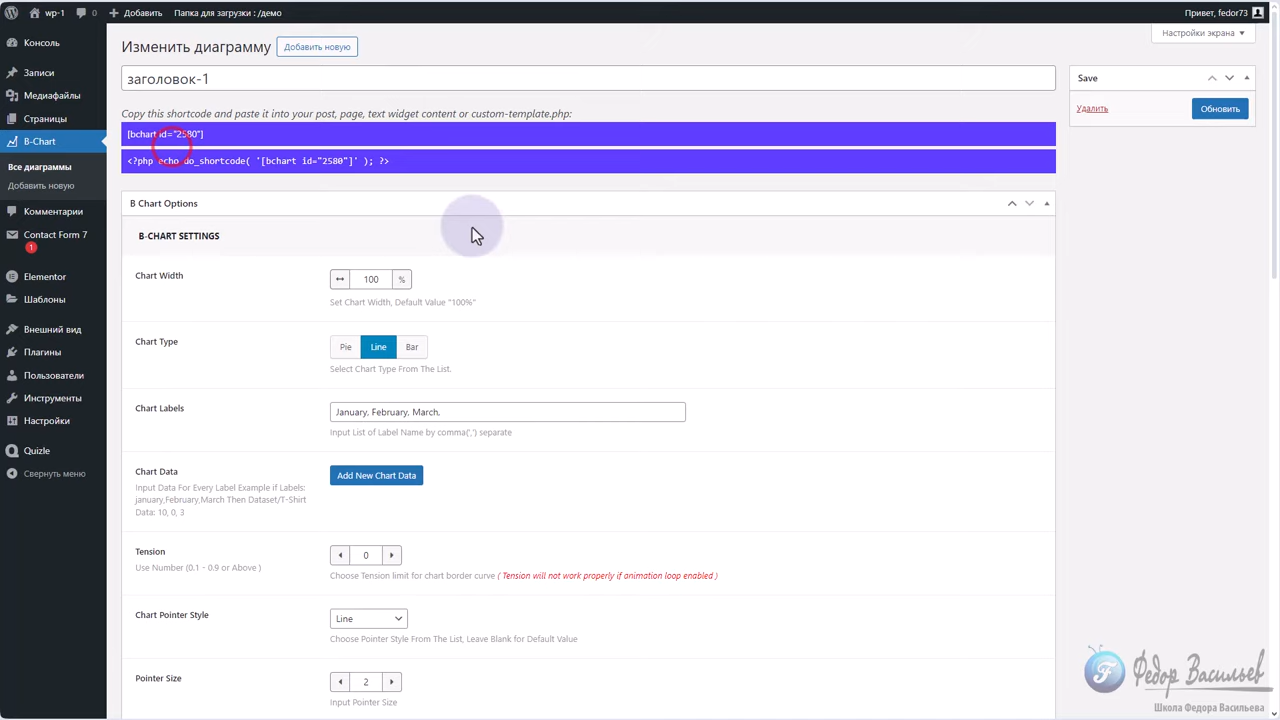 wp-1
0
Добавить
Папка для загрузки : /демо
Привет, fedor73
Консоль
Записи
Медиафайлы
Страницы
B-Chart
Все диаграммы
Добавить новую
Комментарии
Contact Form 7
1
Elementor
Шаблоны
Внешний вид
Плагины
Пользователи
Инструменты
Настройки
Quizle
Свернуть меню
Настройки экрана
Изменить диаграмму
Добавить новую
заголовок-1
Copy this shortcode and paste it into your post, page, text widget content or custom-template.php:
[bchart id="2580"]
<?php echo do_shortcode( '[bchart id="2580"]' ); ?>
Save
Удалить
Обновить
B Chart Options
B-CHART SETTINGS
Chart Width
100
%
Set Chart Width, Default Value "100%"
Chart Type
Pie
Line
Bar
Select Chart Type From The List.
Chart Labels
January, February, March,
Input List of Label Name by comma(',') separate
Chart Data
Input Data For Every Label Example if Labels:
january,February,March Then Dataset/T-Shirt
Data: 10, 0, 3
Add New Chart Data
Tension
Use Number (0.1 - 0.9 or Above )
0
Choose Tension limit for chart border curve ( Tension will not work properly if animation loop enabled )
Chart Pointer Style
Line
Choose Pointer Style From The List, Leave Blank for Default Value
Pointer Size
2
Input Pointer Size
Федор Васильев
Школа Федора Васильева